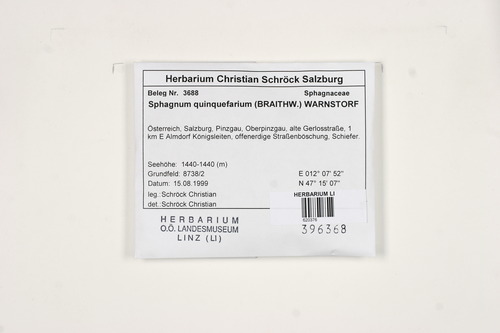 Herbarium Christian Schröck Salzburg
Beleg Nr. 3688 Sphagnaceae
Sphagnum quinquefarium (BRAITHW.) WARNSTORF
Österreich, Salzburg, Pinzgau, Oberpinzgau, alte Gerlosstraße, 1
km E Almdorf Königsleiten, offenerdige Straßenböschung, Schiefer.
Seehöhe: 1440-1440 (m)
Grundfeld: 8738/2 E 012° 07' 52"
Datum: 15.08.1999 N 47° 15' 07"
leg. Schröck Christian
det. Schröck Christian
HERBARIUM LI
620376
396368
HERBARIUM
O.Ö. LANDESMUSEUM
LINZ (LI)